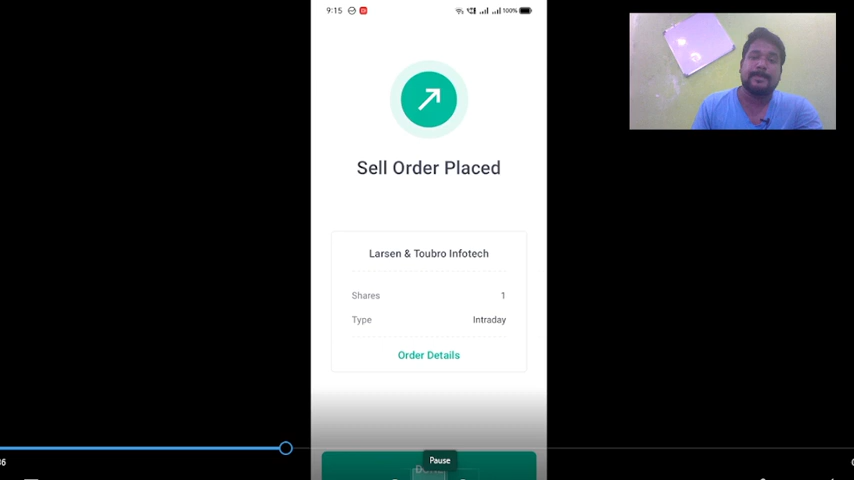 9:15
100%
Sell Order Placed
Larsen & Toubro Infotech
Shares 1
Type Intraday
Order Details
Pause